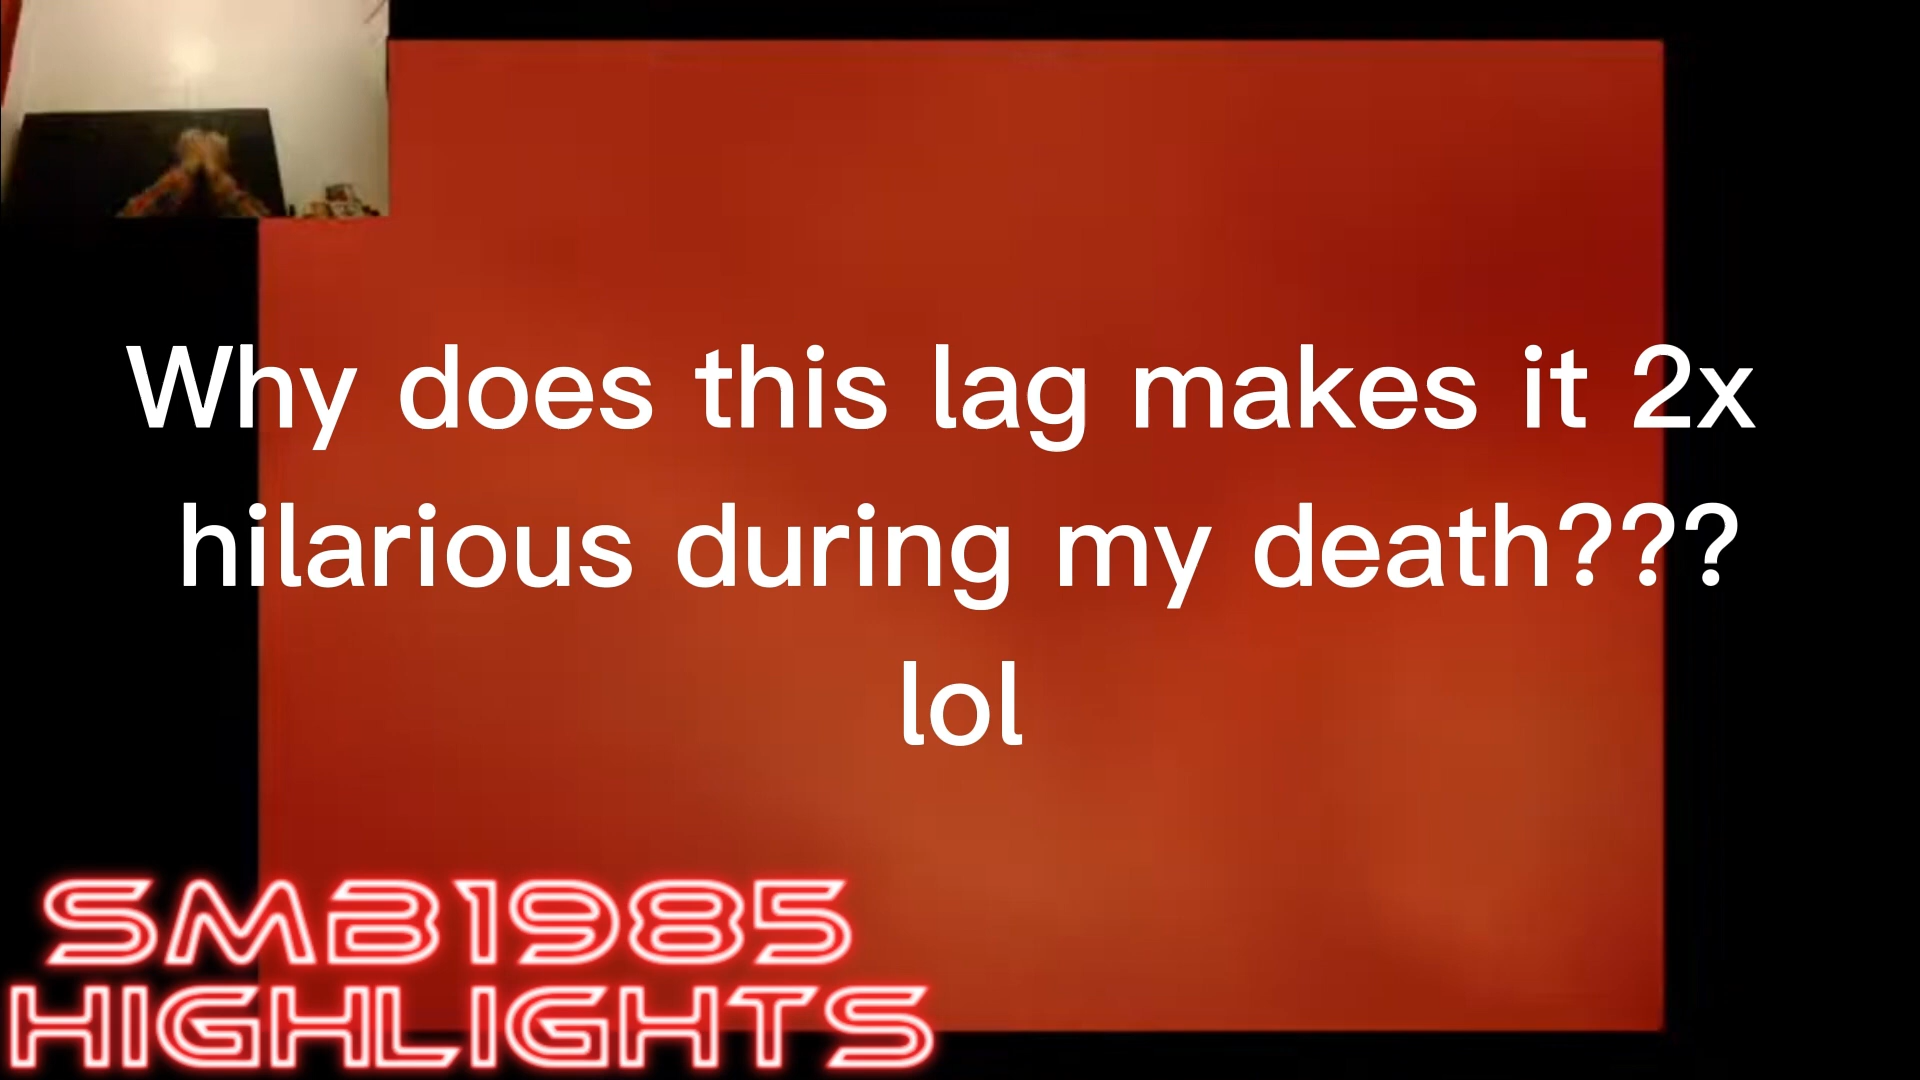 Why does this lag makes it 2x
hilarious during my death???
lol
SMB1985
HIGHLIGHTS